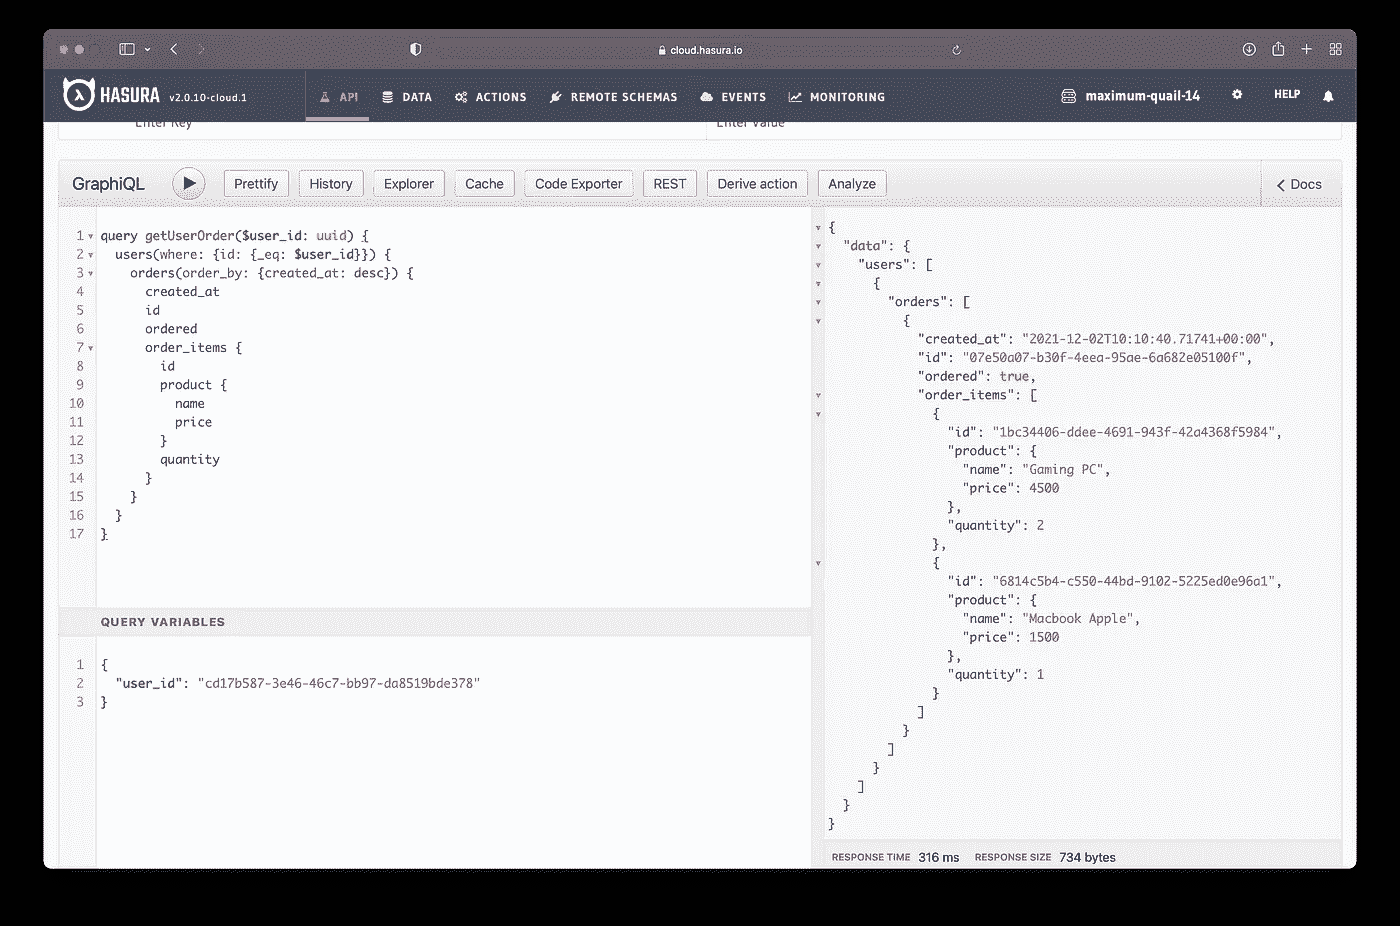 cloud.hasura.io
HASURA v2.0.10-cloud.1 API DATA ACTIONS REMOTE SCHEMAS EVENTS MONITORING maximum-quail-14 HELP
Enter Key Enter Value
GraphiQL Prettify History Explorer Cache Code Exporter REST Derive action Analyze Docs
1 query getUserOrder($user_id: uuid) {
2 users(where: {id: {_eq: $user_id}}) {
3 orders(order_by: {created_at: desc}) {
4 created_at
5 id
6 ordered
7 order_items {
8 id
9 product {
10 name
11 price
12 }
13 quantity
14 }
15 }
16 }
17 }
QUERY VARIABLES
1 {
2 "user_id": "cd17b587-3e46-46c7-bb97-da8519bde378"
3 }
{
"data": {
"users": [
{
"orders": [
{
"created_at": "2021-12-02T10:10:40.71741+00:00",
"id": "07e50a07-b30f-4eea-95ae-6a682e05100f",
"ordered": true,
"order_items": [
{
"id": "1bc34406-ddee-4691-943f-42a4368f5984",
"product": {
"name": "Gaming PC",
"price": 4500
},
"quantity": 2
},
{
"id": "6814c5b4-c550-44bd-9102-5225ed0e96a1",
"product": {
"name": "Macbook Apple",
"price": 1500
},
"quantity": 1
}
]
}
]
}
]
}
}
RESPONSE TIME 316 ms RESPONSE SIZE 734 bytes